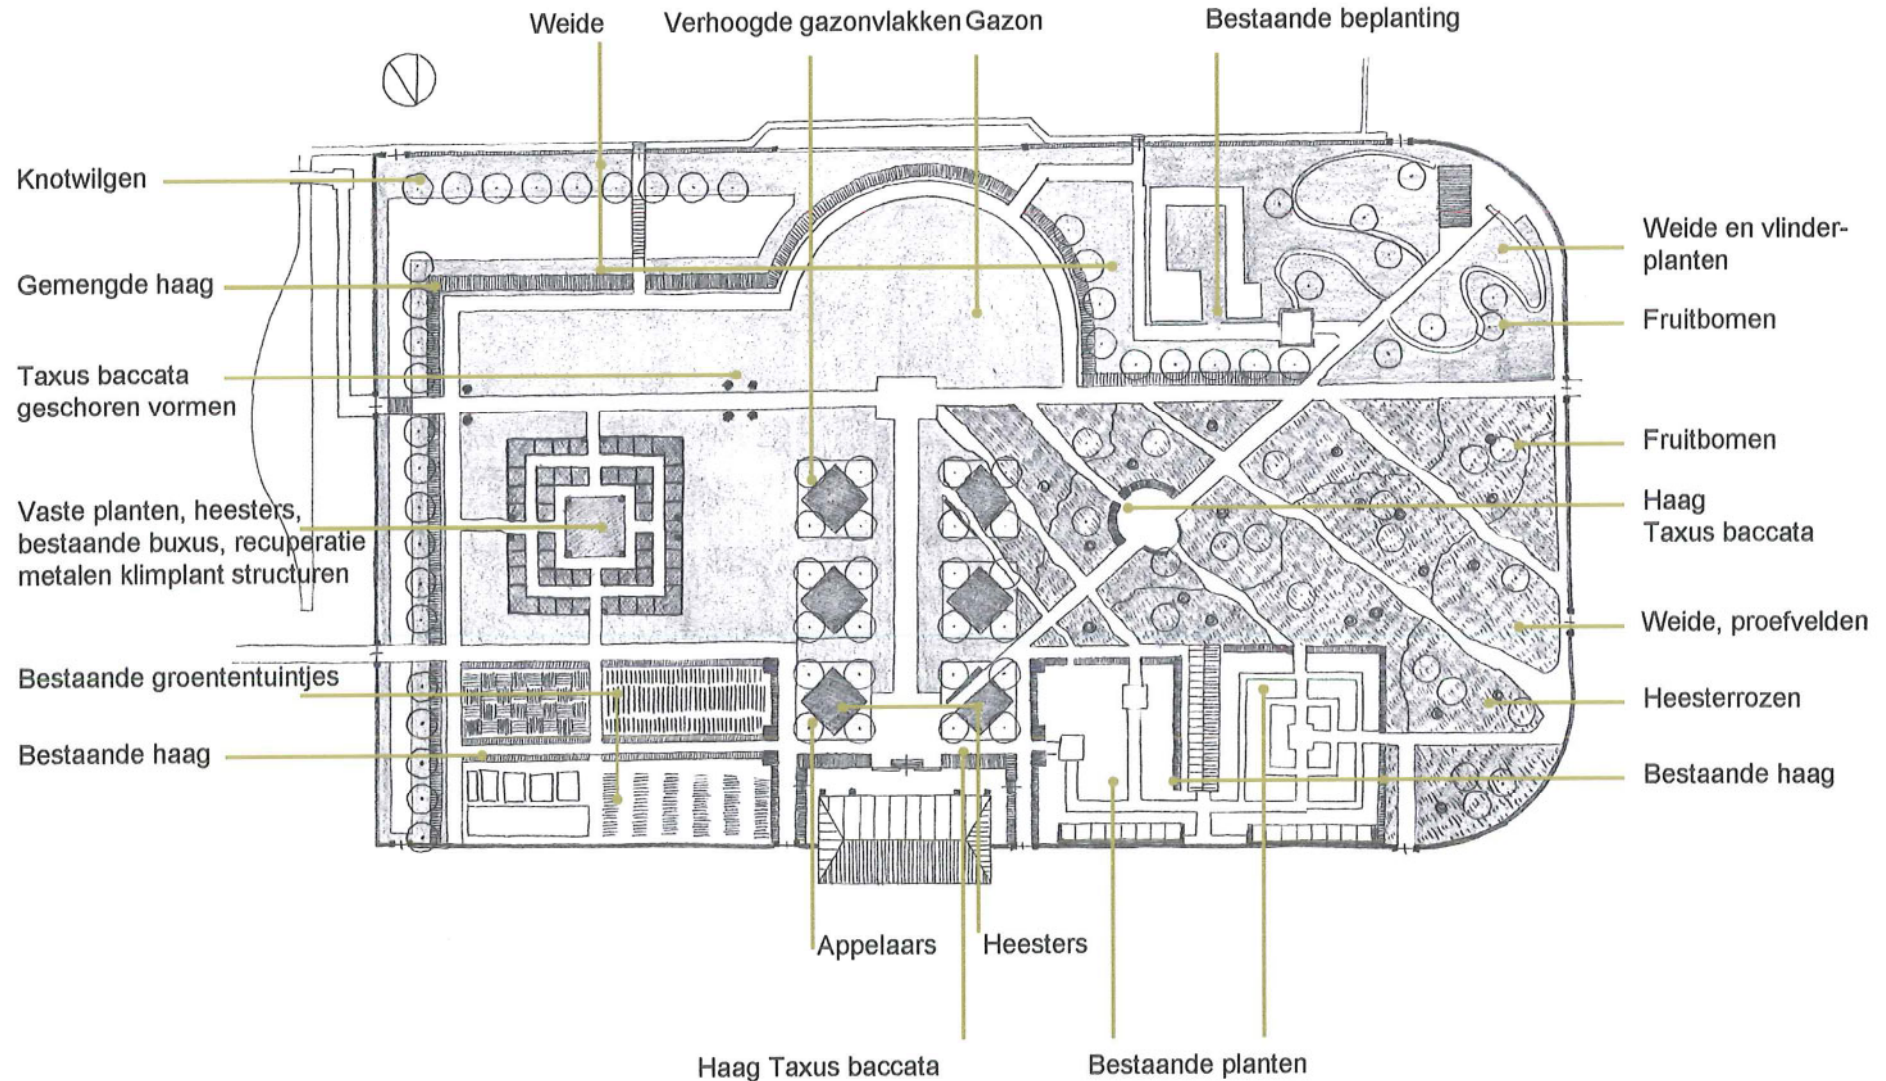 Weide
Verhoogde gazonvlakken
Gazon
Bestaande beplanting
Knotwilgen
Gemengde haag
Taxus baccata
geschoren vormen
Vaste planten, heesters,
bestaande buxus, recuperatie
metalen klimplant structuren
Bestaande groententuintjes
Bestaande haag
Weide en vlinder-
planten
Fruitbomen
Fruitbomen
Haag
Taxus baccata
Weide, proefvelden
Heesterrozen
Bestaande haag
Appelaars
Heesters
Haag Taxus baccata
Bestaande planten